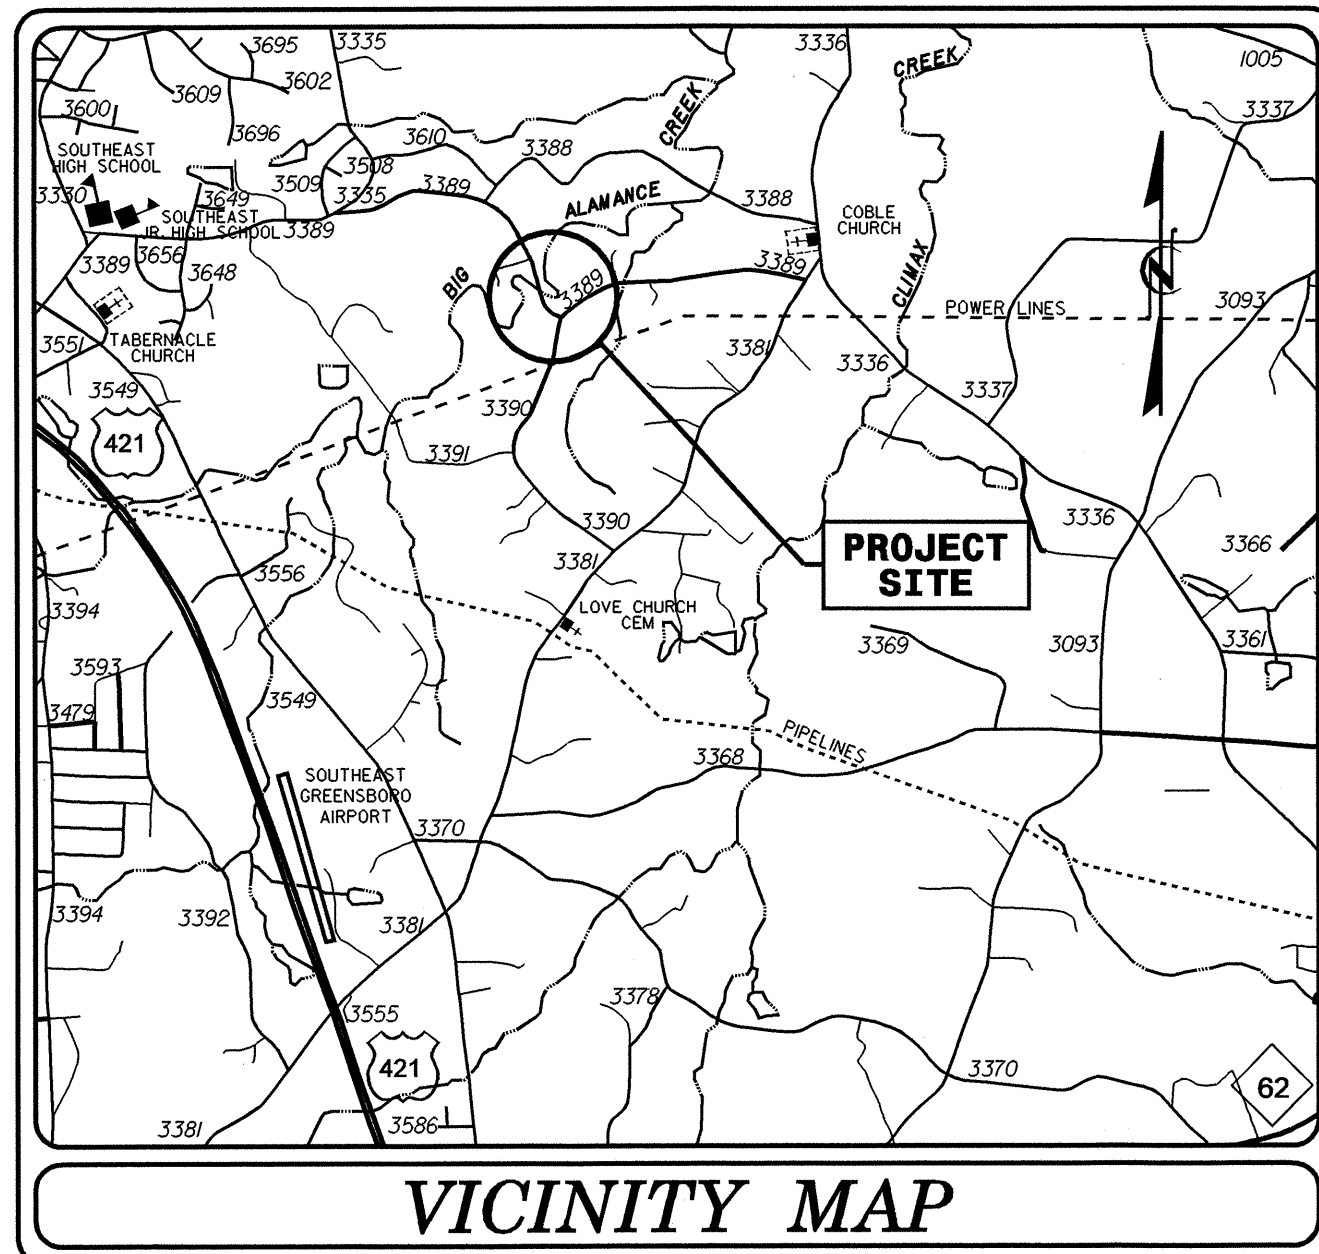 3695
3335
3336
CREEK
1005
3602
3609
3600
3337
3696
CREEK
3610
3388
SOUTHEAST
HIGH SCHOOL
3508
3509
3389
3330
3649
3335
ALAMANCE
3388
SOUTHEAST
JR. HIGH SCHOOL
3389
COBLE
CHURCH
3656
3389
3648
BIG
3389
3389
CLIMAX
N
3093
POWER LINES
TABERNACLE
CHURCH
3551
3381
3336
3549
3337
3390
421
3391
3390
3336
3366
PROJECT
SITE
3381
3556
3394
LOVE CHURCH
CEM
3369
3093
3361
3593
3549
3479
PIPELINES
3368
SOUTHEAST
GREENSBORO
AIRPORT
3370
3394
3392
3381
3378
3555
421
3370
62
3381
3586
VICINITY MAP